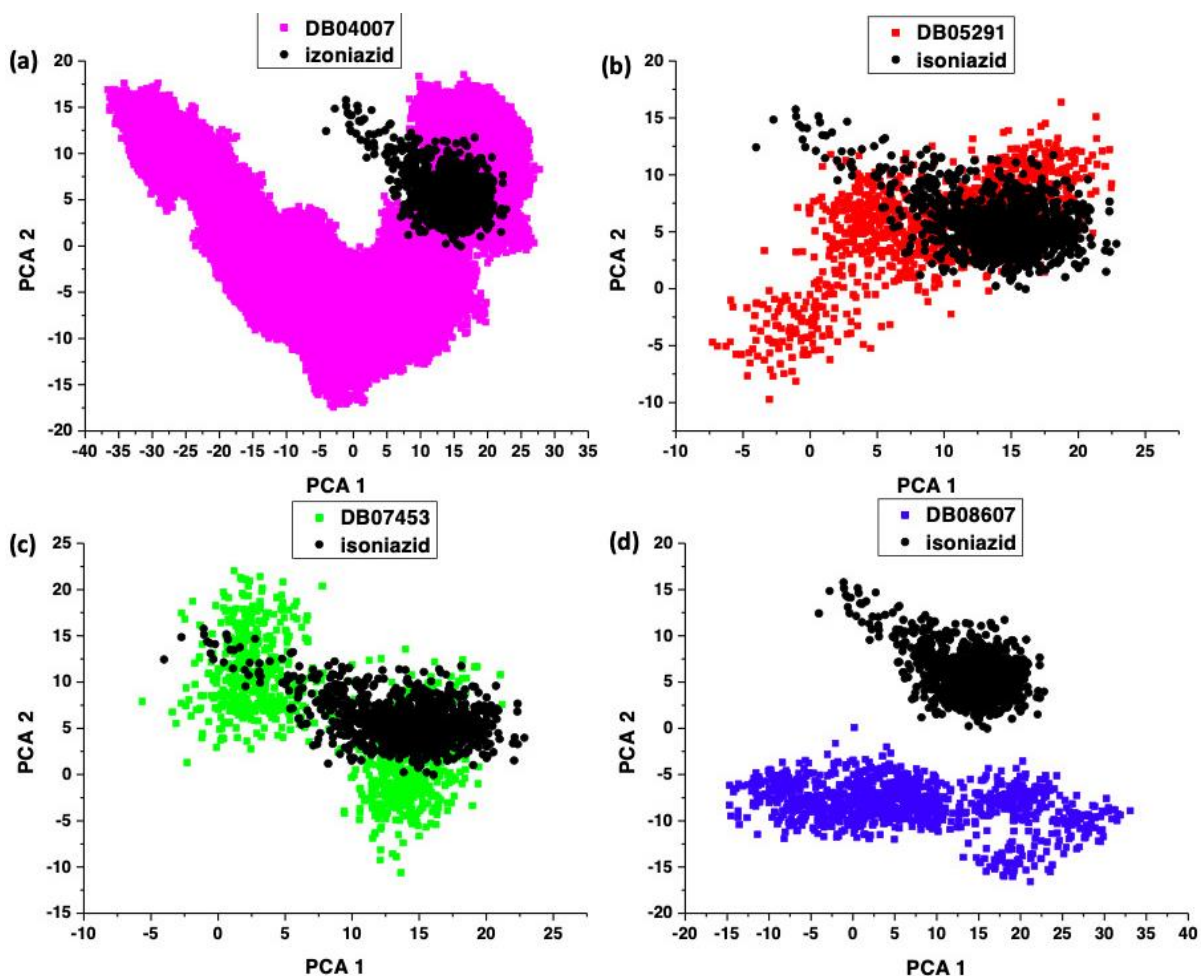 (a)
DB04007
izoniazid
20
15
10
5
0
-5
-10
-15
-20
PCA 2
-40 -35 -30 -25 -20 -15 -10 -5 0 5 10 15 20 25 30 35
PCA 1
(b)
DB05291
isoniazid
20
15
10
5
0
-5
-10
PCA 2
-10 -5 0 5 10 15 20 25
PCA 1
(c)
DB07453
isoniazid
25
20
15
10
5
0
-5
-10
-15
PCA 2
-10 -5 0 5 10 15 20 25
PCA 1
(d)
DB08607
isoniazid
20
15
10
5
0
-5
-10
-15
-20
PCA 2
-20 -15 -10 -5 0 5 10 15 20 25 30 35 40
PCA 1